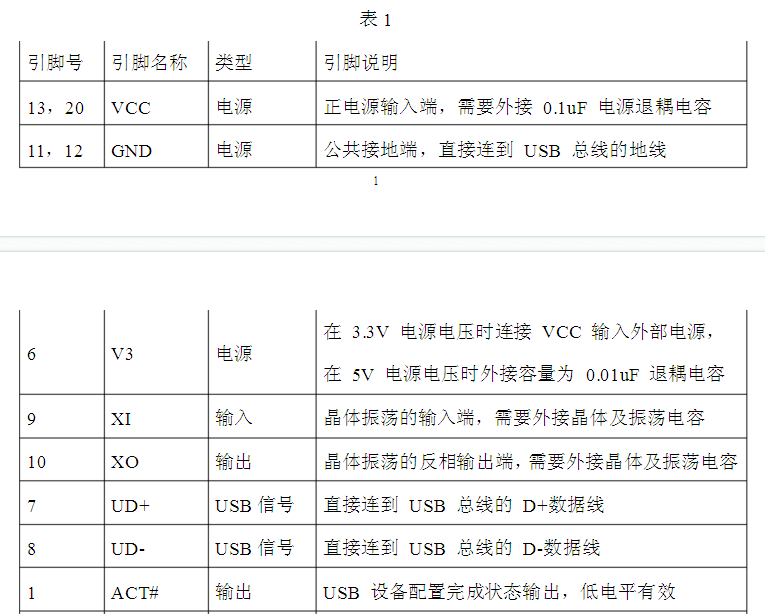 表 1
引脚号 引脚名称 类型 引脚说明
13，20 VCC 电源 正电源输入端，需要外接 0.1uF 电源退耦电容
11，12 GND 电源 公共接地端，直接连到 USB 总线的地线
1
在 3.3V 电源电压时连接 VCC 输入外部电源，
6 V3 电源
在 5V 电源电压时外接容量为 0.01uF 退耦电容
9 XI 输入 晶体振荡的输入端，需要外接晶体及振荡电容
10 XO 输出 晶体振荡的反相输出端，需要外接晶体及振荡电容
7 UD+ USB 信号 直接连到 USB 总线的 D+数据线
8 UD- USB 信号 直接连到 USB 总线的 D-数据线
1 ACT# 输出 USB 设备配置完成状态输出，低电平有效